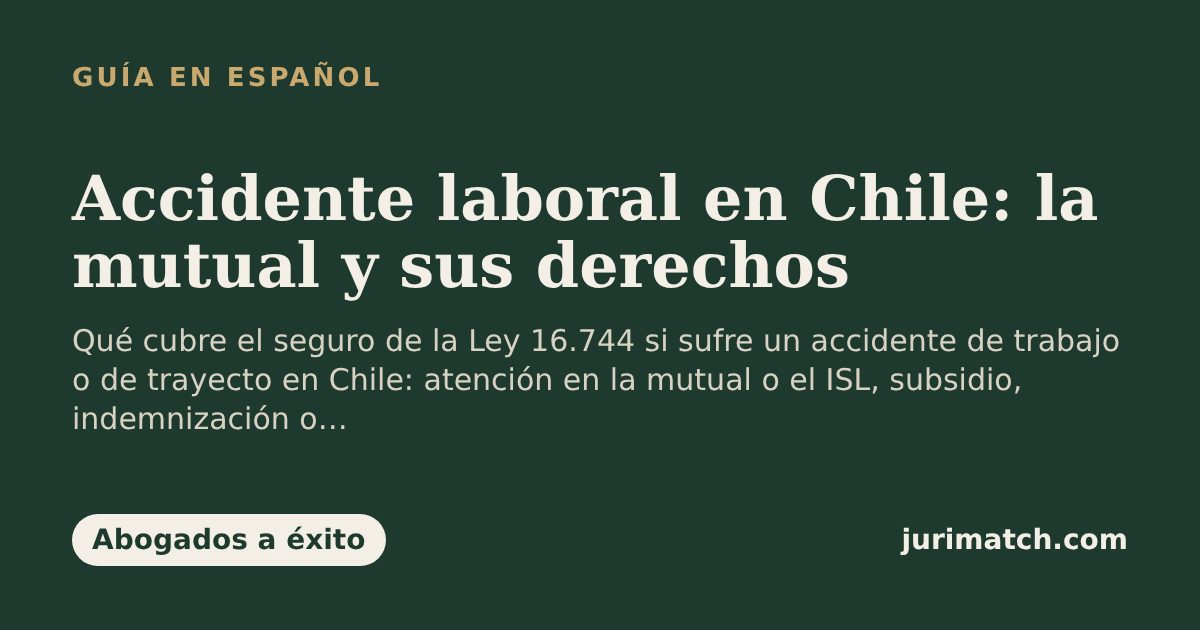 GUÍA EN ESPAÑOL
Accidente laboral en Chile: la
mutual y sus derechos
Qué cubre el seguro de la Ley 16.744 si sufre un accidente de trabajo
o de trayecto en Chile: atención en la mutual o el ISL, subsidio,
indemnización o…
Abogados a éxito
jurimatch.com